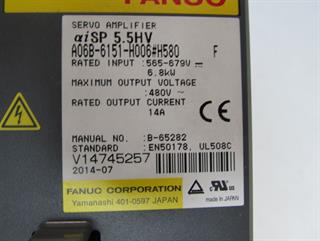 FANUC
SERVO AMPLIFIER
αiSP 5.5HV
A06B-6151-H006#H580 F
RATED INPUT :565-679V⎓
6.8kW
MAXIMUM OUTPUT VOLTAGE
:480V~
RATED OUTPUT CURRENT
14A
MANUAL NO. :B-65282
STANDARD :EN50178, UL508C
V14745257
2014-07
FANUC CORPORATION
Yamanashi 401-0597 JAPAN
made in JAPAN